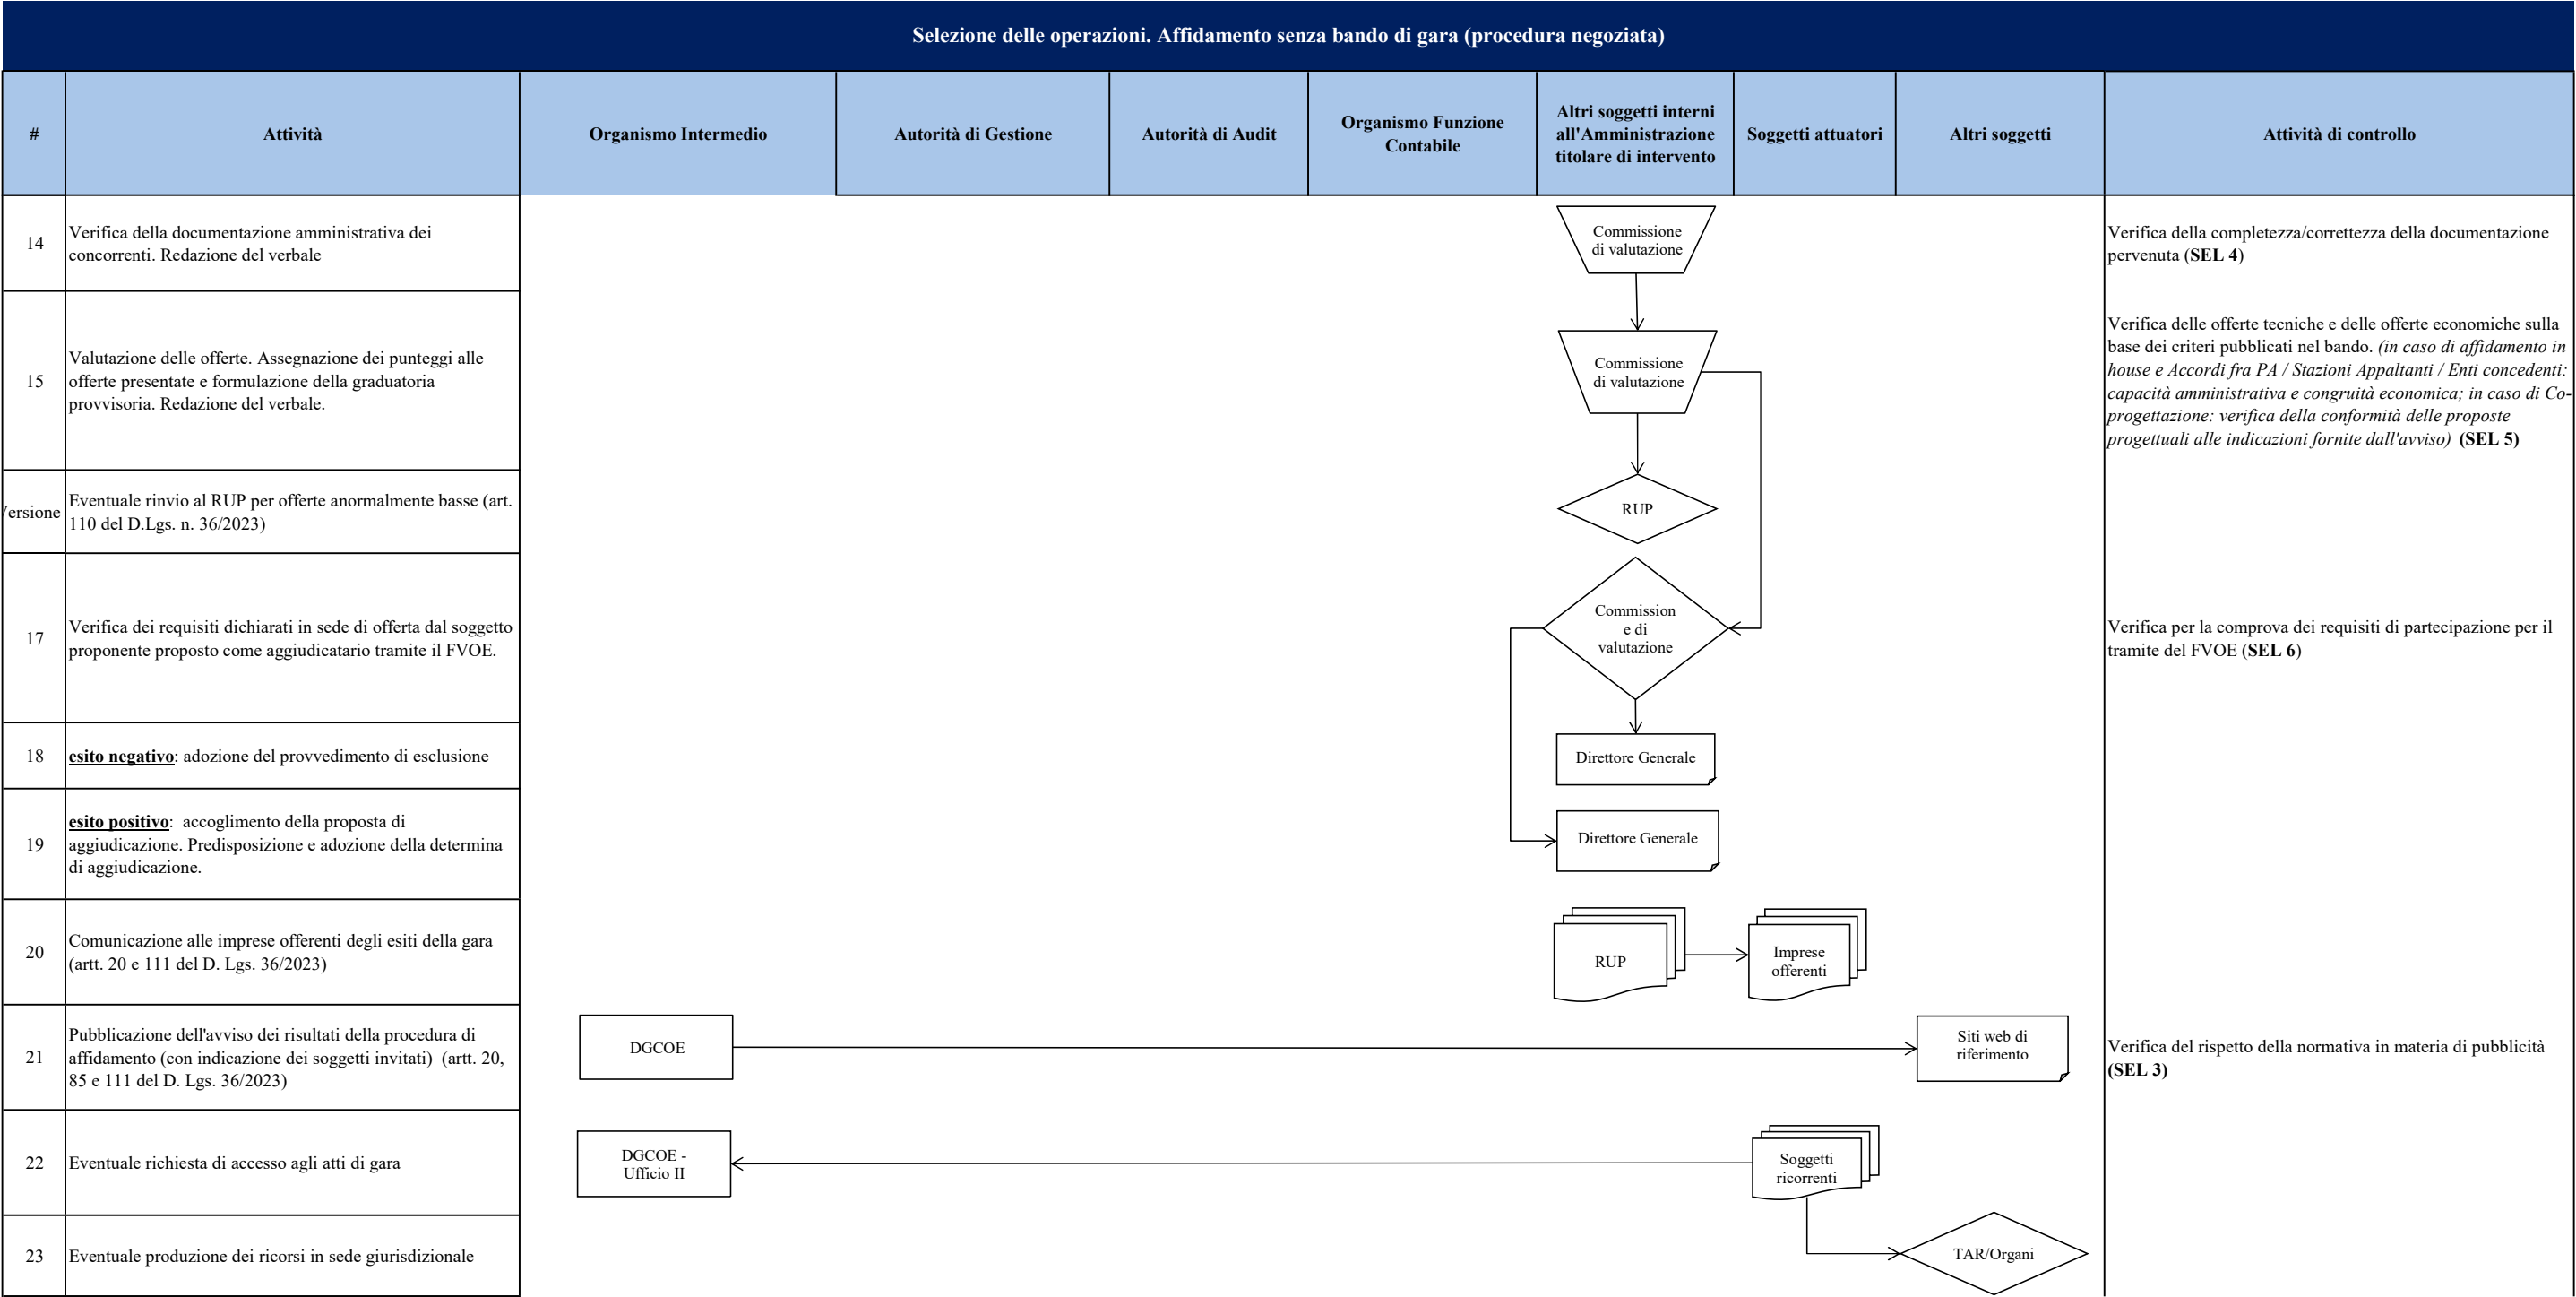 Selezione delle operazioni. Affidamento senza bando di gara (procedura negoziata)
#
Attività
Organismo Intermedio
Autorità di Gestione
Autorità di Audit
Organismo Funzione
Contabile
Altri soggetti interni
all'Amministrazione
titolare di intervento
Soggetti attuatori
Altri soggetti
Attività di controllo
14
Verifica della documentazione amministrativa dei
concorrenti. Redazione del verbale
Commissione
di valutazione
Verifica della completezza/correttezza della documentazione
pervenuta (SEL 4)
15
Valutazione delle offerte. Assegnazione dei punteggi alle
offerte presentate e formulazione della graduatoria
provvisoria. Redazione del verbale.
Commissione
di valutazione
Verifica delle offerte tecniche e delle offerte economiche sulla
base dei criteri pubblicati nel bando. (in caso di affidamento in
house e Accordi fra PA / Stazioni Appaltanti / Enti concedenti:
capacità amministrativa e congruità economica; in caso di Co-
progettazione: verifica della conformità delle proposte
progettuali alle indicazioni fornite dall'avviso) (SEL 5)
ersione
Eventuale rinvio al RUP per offerte anormalmente basse (art.
110 del D.Lgs. n. 36/2023)
RUP
17
Verifica dei requisiti dichiarati in sede di offerta dal soggetto
proponente proposto come aggiudicatario tramite il FVOE.
Commission
e di
valutazione
Verifica per la comprova dei requisiti di partecipazione per il
tramite del FVOE (SEL 6)
18
esito negativo: adozione del provvedimento di esclusione
Direttore Generale
19
esito positivo: accoglimento della proposta di
aggiudicazione. Predisposizione e adozione della determina
di aggiudicazione.
Direttore Generale
20
Comunicazione alle imprese offerenti degli esiti della gara
(artt. 20 e 111 del D. Lgs. 36/2023)
RUP
Imprese
offerenti
21
Pubblicazione dell'avviso dei risultati della procedura di
affidamento (con indicazione dei soggetti invitati) (artt. 20,
85 e 111 del D. Lgs. 36/2023)
DGCOE
Siti web di
riferimento
Verifica del rispetto della normativa in materia di pubblicità
(SEL 3)
22
Eventuale richiesta di accesso agli atti di gara
DGCOE -
Ufficio II
Soggetti
ricorrenti
23
Eventuale produzione dei ricorsi in sede giurisdizionale
TAR/Organi